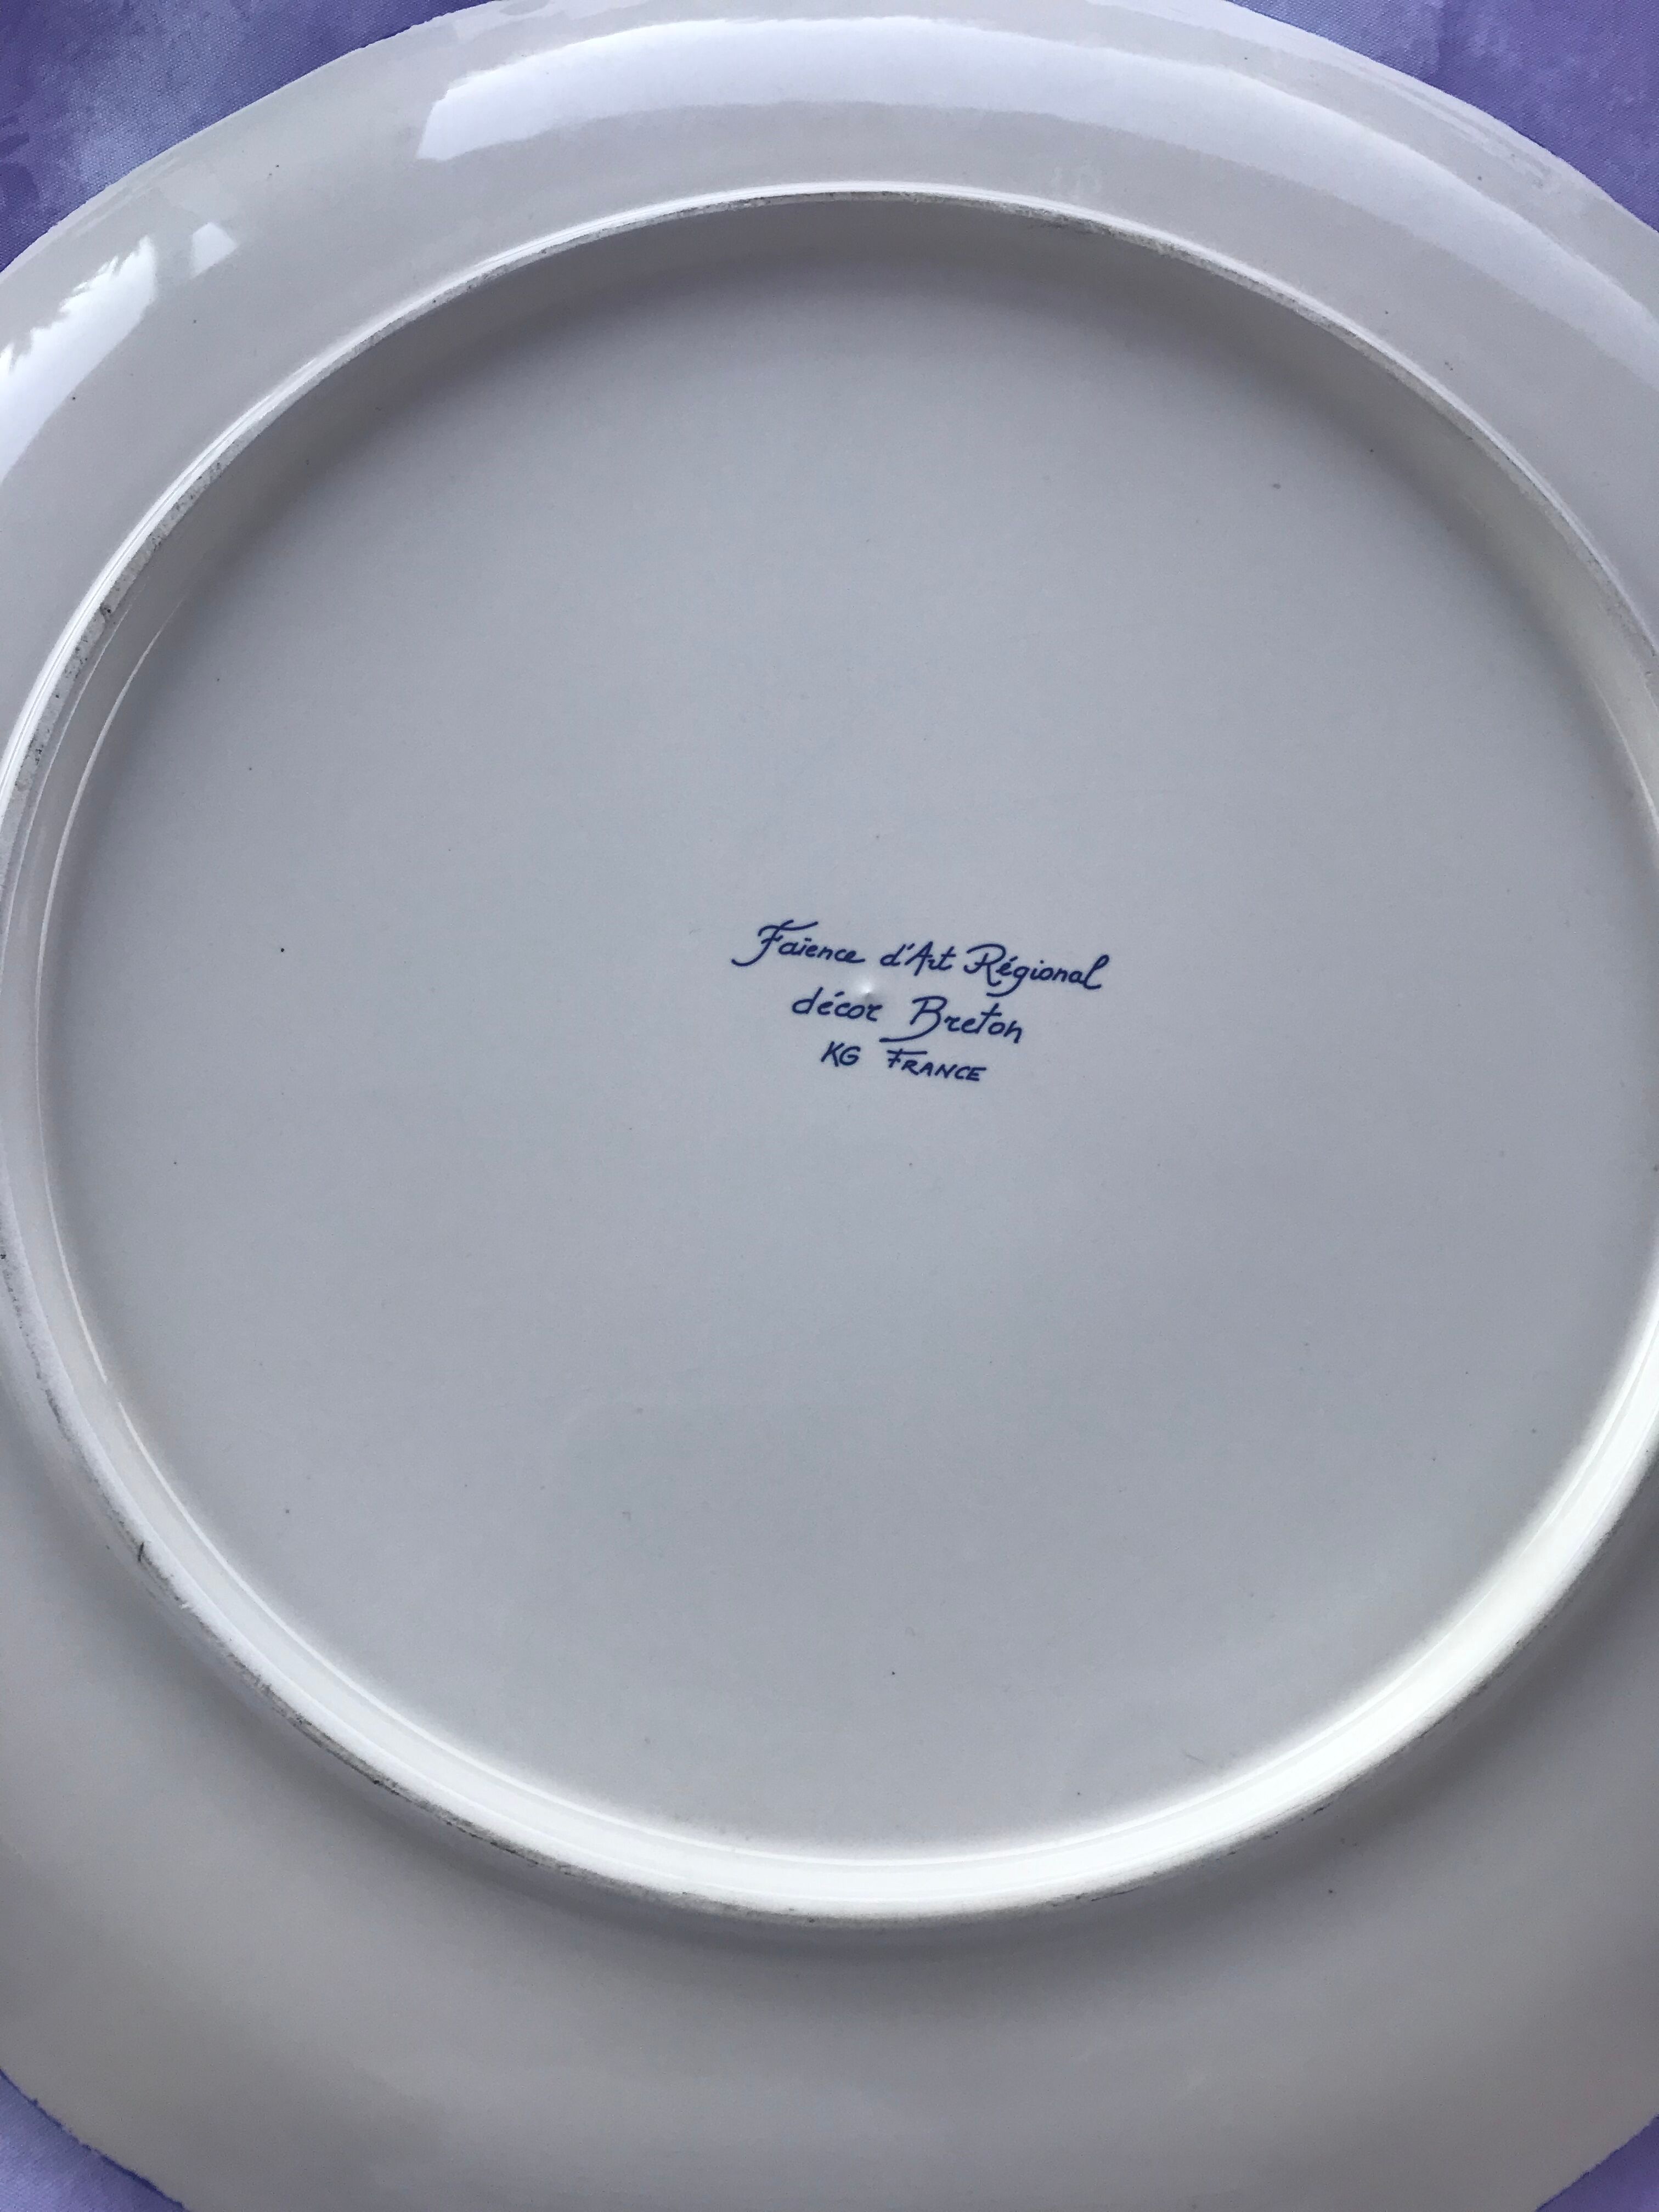 Faïence d'Art Régional
décor Breton
KG FRANCE